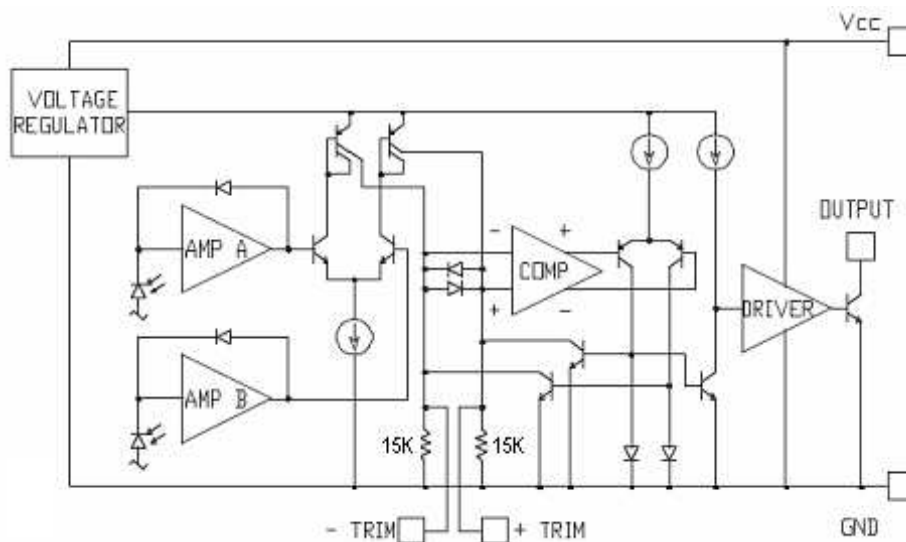 Vcc
VOLTAGE
REGULATOR
OUTPUT
AMP A
- +
COMP
+ -
DRIVER
AMP B
15K 15K
- TRIM + TRIM
GND